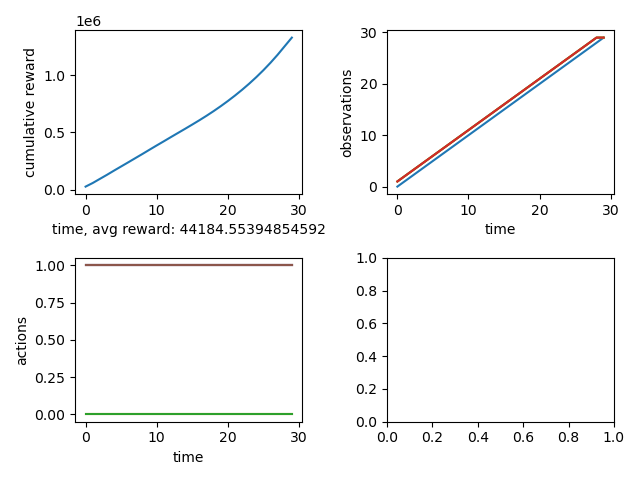 1e6
1.0
0.5
0.0
cumulative reward
0 10 20 30
time, avg reward: 44184.55394854592
30
20
10
0
observations
0 10 20 30
time
1.00
0.75
0.50
0.25
0.00
actions
0 10 20 30
time
1.0
0.8
0.6
0.4
0.2
0.0
0.0 0.2 0.4 0.6 0.8 1.0